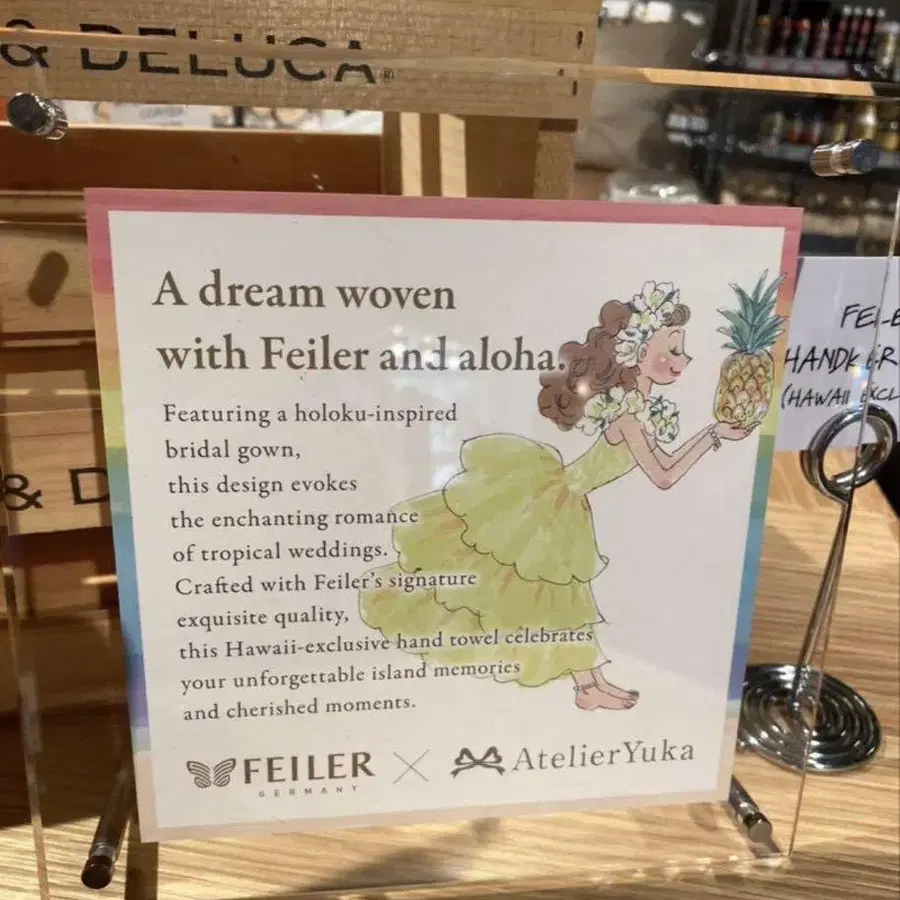 & DELUCA®
A dream woven
with Feiler and aloha.
Featuring a holoku-inspired
bridal gown,
this design evokes
the enchanting romance
of tropical weddings.
Crafted with Feiler's signature
exquisite quality,
this Hawaii-exclusive hand towel celebrates
your unforgettable island memories
and cherished moments.
FEILER
GERMANY
× AtelierYuka
& D
(HAWAII EXCL